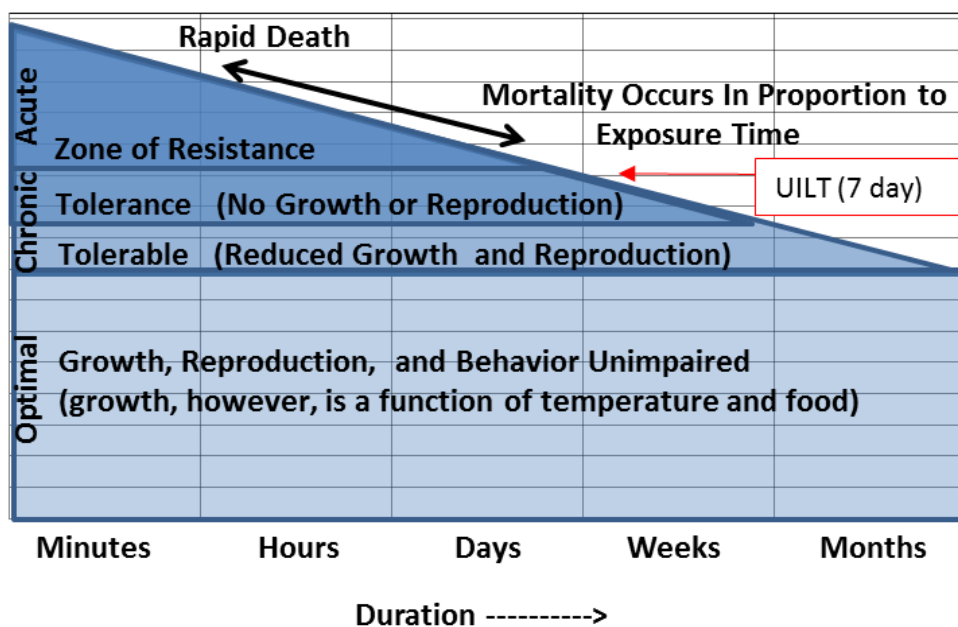 Rapid Death
Mortality Occurs In Proportion to
Exposure Time
Acute
Zone of Resistance
UILT (7 day)
Chronic
Tolerance (No Growth or Reproduction)
Tolerable (Reduced Growth and Reproduction)
Optimal
Growth, Reproduction, and Behavior Unimpaired
(growth, however, is a function of temperature and food)
Minutes Hours Days Weeks Months
Duration ---------->